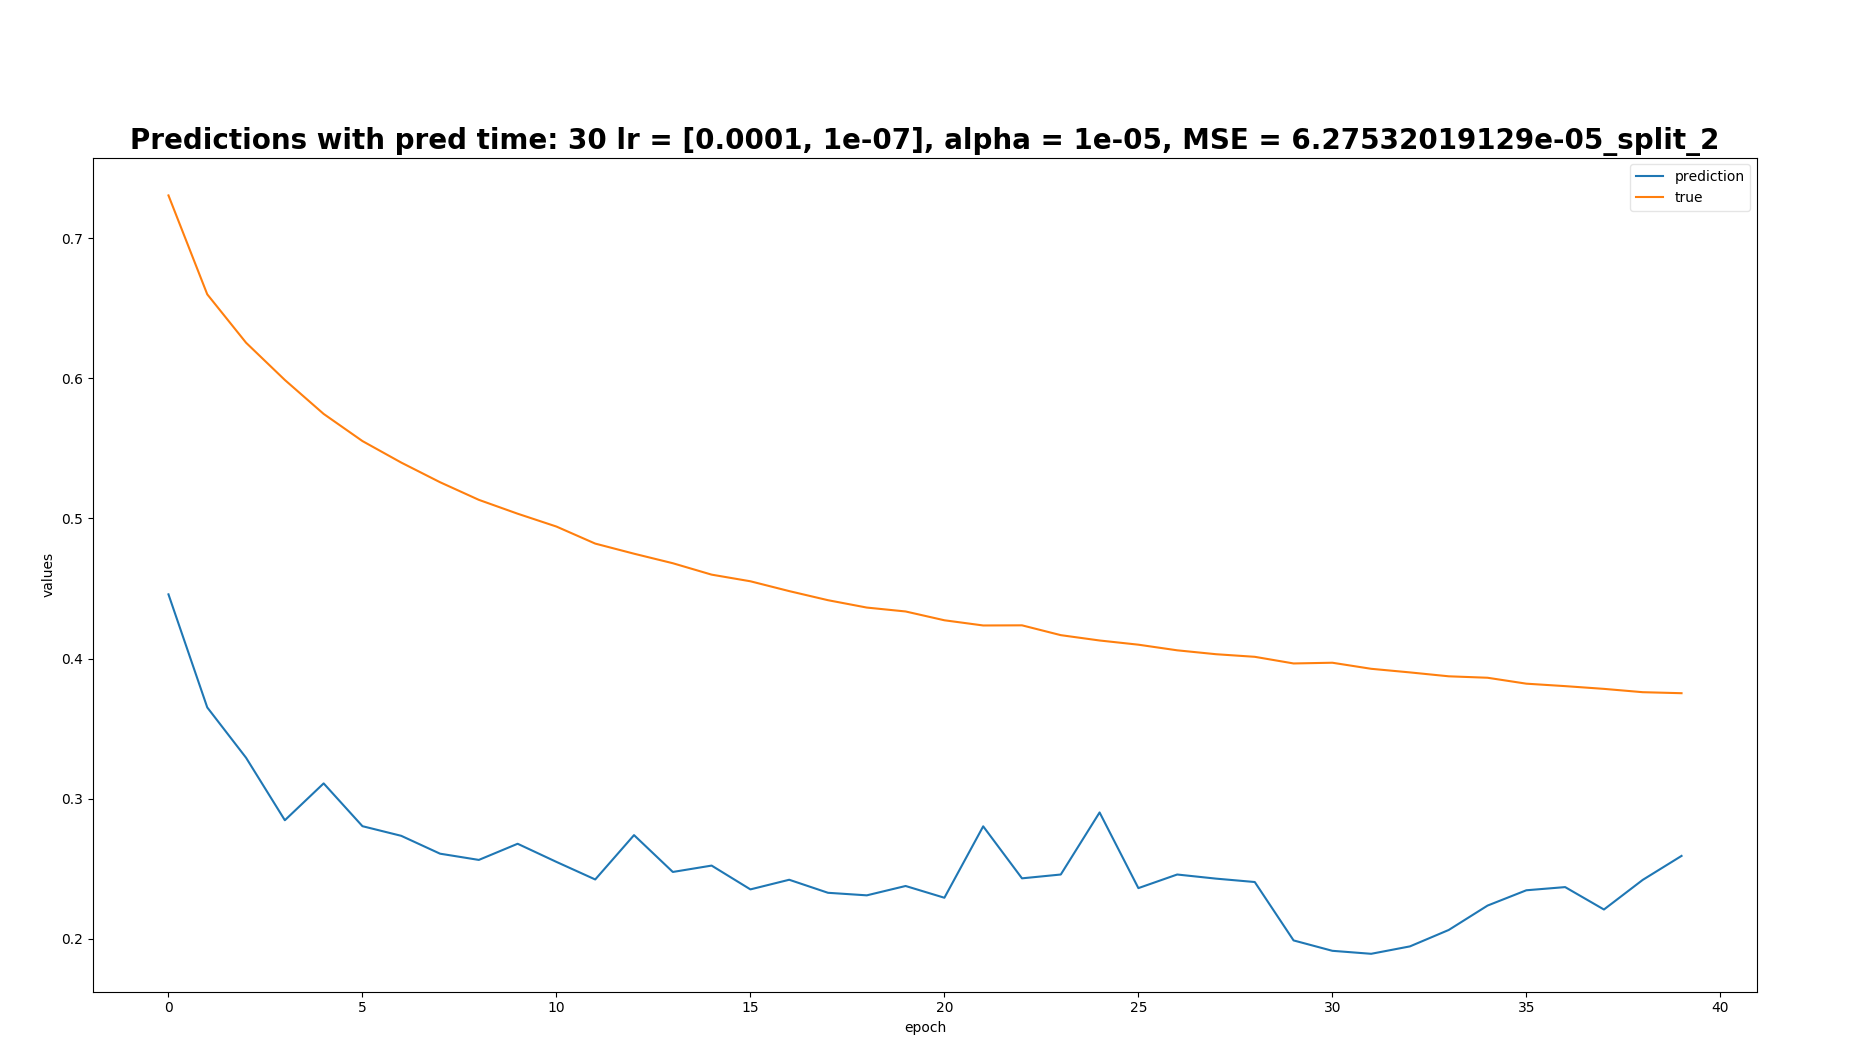 Predictions with pred time: 30 lr = [0.0001, 1e-07], alpha = 1e-05, MSE = 6.27532019129e-05_split_2
prediction
true
values
0.7
0.6
0.5
0.4
0.3
0.2
0 5 10 15 20 25 30 35 40
epoch